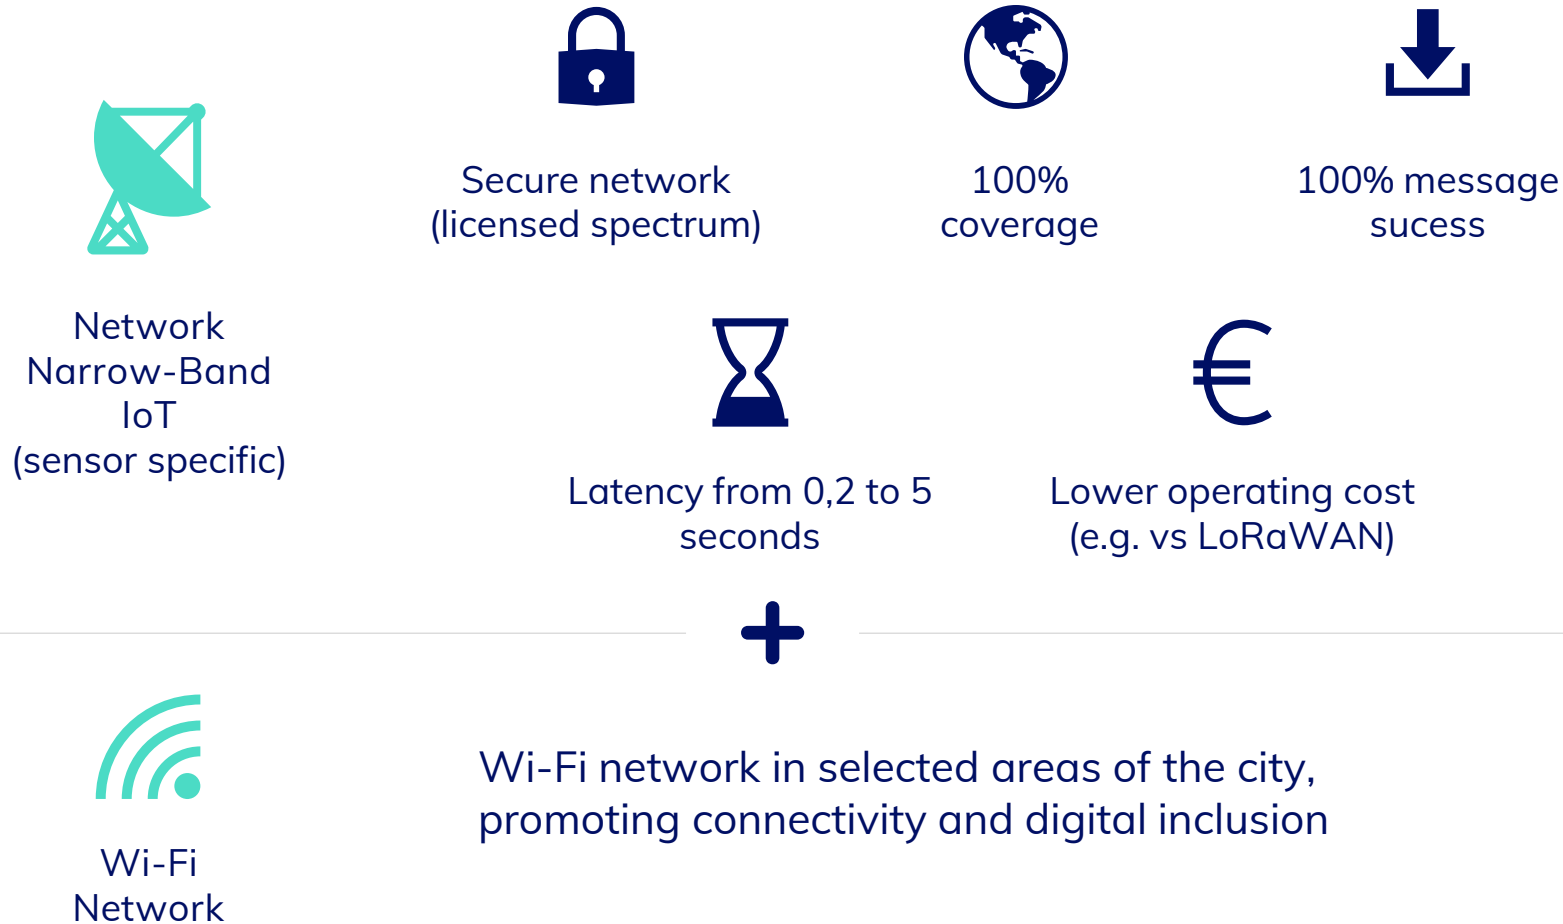 Secure network
(licensed spectrum)
100%
coverage
100% message
sucess
Network
Narrow-Band
IoT
(sensor specific)
Latency from 0,2 to 5
seconds
Lower operating cost
(e.g. vs LoRaWAN)
Wi-Fi network in selected areas of the city,
promoting connectivity and digital inclusion
Wi-Fi
Network